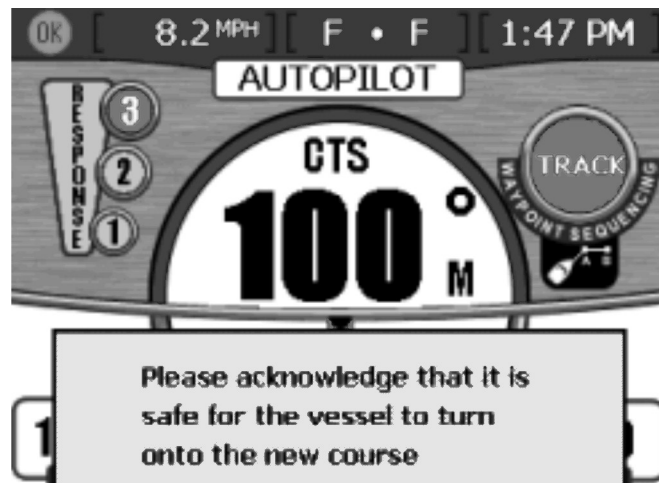 OK [ 8.2 MPH ] [ F • F ] [ 1:47 PM ]
AUTOPILOT
RESPONSE
3
2
1
CTS
100° M
TRACK
WAYPOINT SEQUENCING
A B
Please acknowledge that it is
safe for the vessel to turn
onto the new course